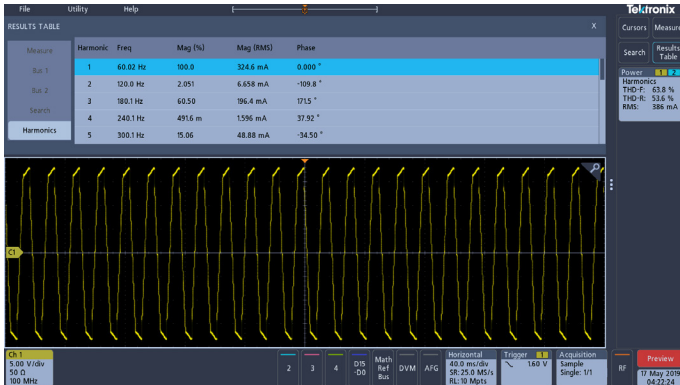 File Utility Help
Tektronix
RESULTS TABLE X
Cursors Measure
Search Results Table
Measure
Bus 1
Bus 2
Search
Harmonics
Harmonic Freq Mag (%) Mag (RMS) Phase
1 60.02 Hz 100.0 324.6 mA 0.000 °
2 120.0 Hz 2.051 6.658 mA -109.8 °
3 180.1 Hz 60.50 196.4 mA 171.5 °
4 240.1 Hz 491.6 m 1.596 mA 37.92 °
5 300.1 Hz 15.06 48.88 mA -34.50 °
Power 1 2
Harmonics
THD-F: 63.8 %
THD-R: 53.6 %
RMS: 386 mA
C1
Ch 1
5.00 V/div
50 Ω
100 MHz
2 3 4
D15
-D0
Math
Ref
Bus
DVM AFG
Horizontal
40.0 ms/div
SR: 25.0 MS/s
RL: 10 Mpts
Trigger 1
1.60 V
Acquisition
Sample
Single: 1/1
RF
Preview
17 May 2019
04:22:24